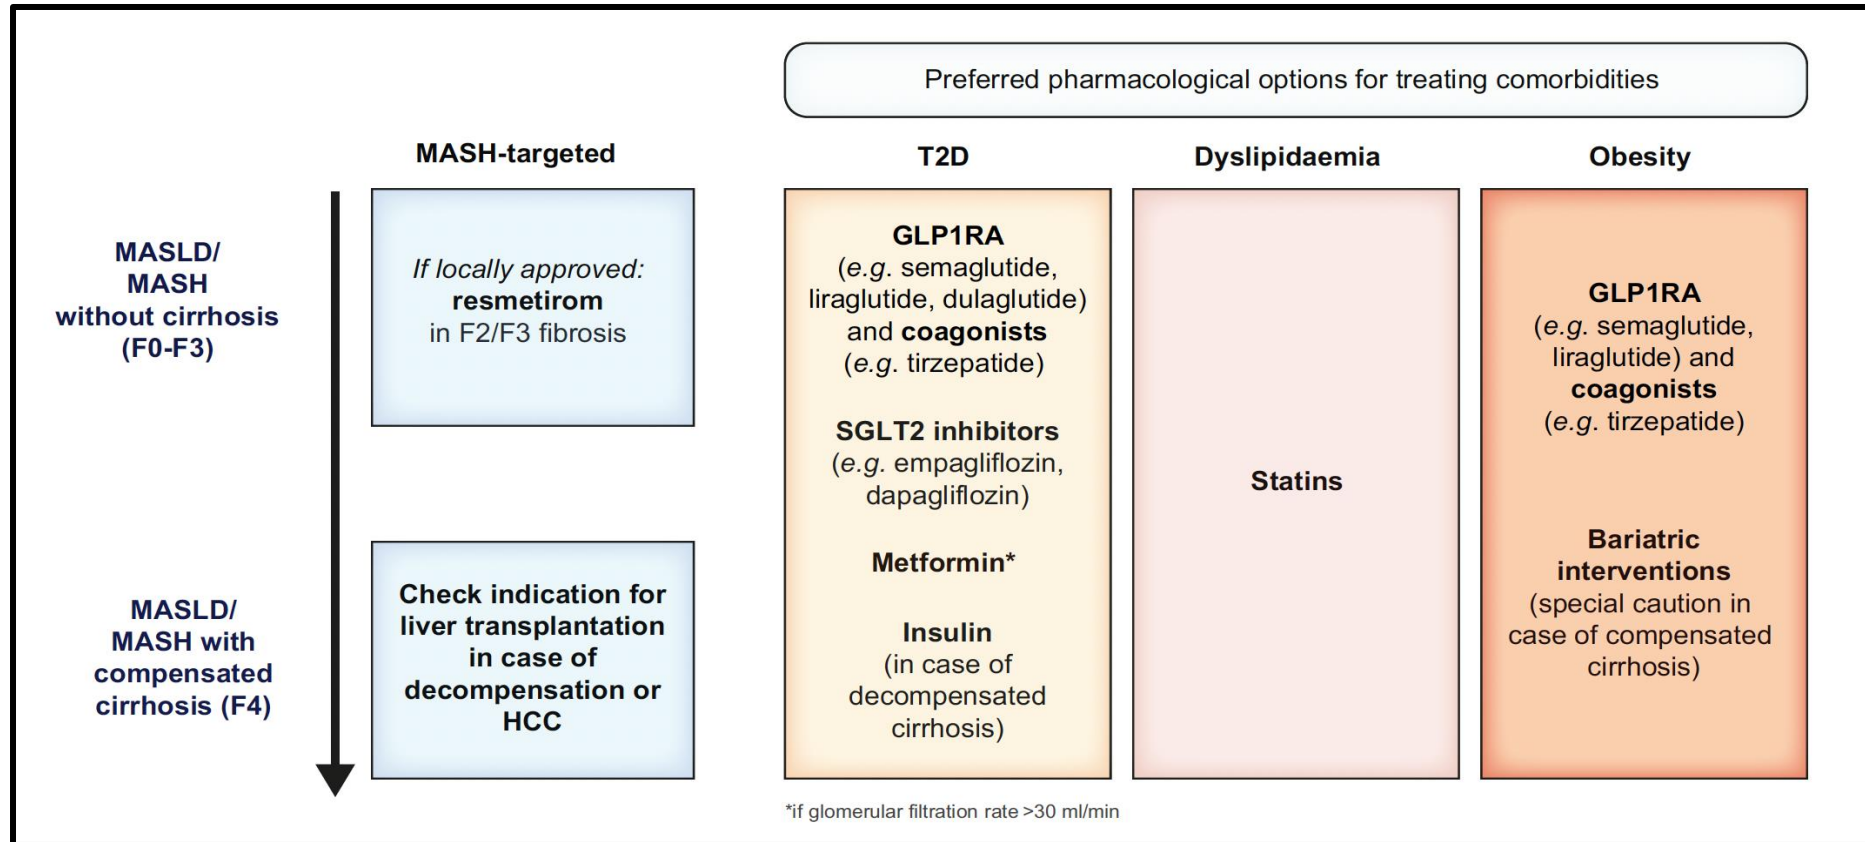 Preferred pharmacological options for treating comorbidities
MASH-targeted
T2D
Dyslipidaemia
Obesity
MASLD/
MASH
without cirrhosis
(F0-F3)
If locally approved:
resmetirom
in F2/F3 fibrosis
GLP1RA
(e.g. semaglutide,
liraglutide, dulaglutide)
and coagonists
(e.g. tirzepatide)
SGLT2 inhibitors
(e.g. empagliflozin,
dapagliflozin)
Metformin*
Insulin
(in case of
decompensated
cirrhosis)
Statins
GLP1RA
(e.g. semaglutide,
liraglutide) and
coagonists
(e.g. tirzepatide)
Bariatric
interventions
(special caution in
case of compensated
cirrhosis)
MASLD/
MASH with
compensated
cirrhosis (F4)
Check indication for
liver transplantation
in case of
decompensation or
HCC
*if glomerular filtration rate >30 ml/min